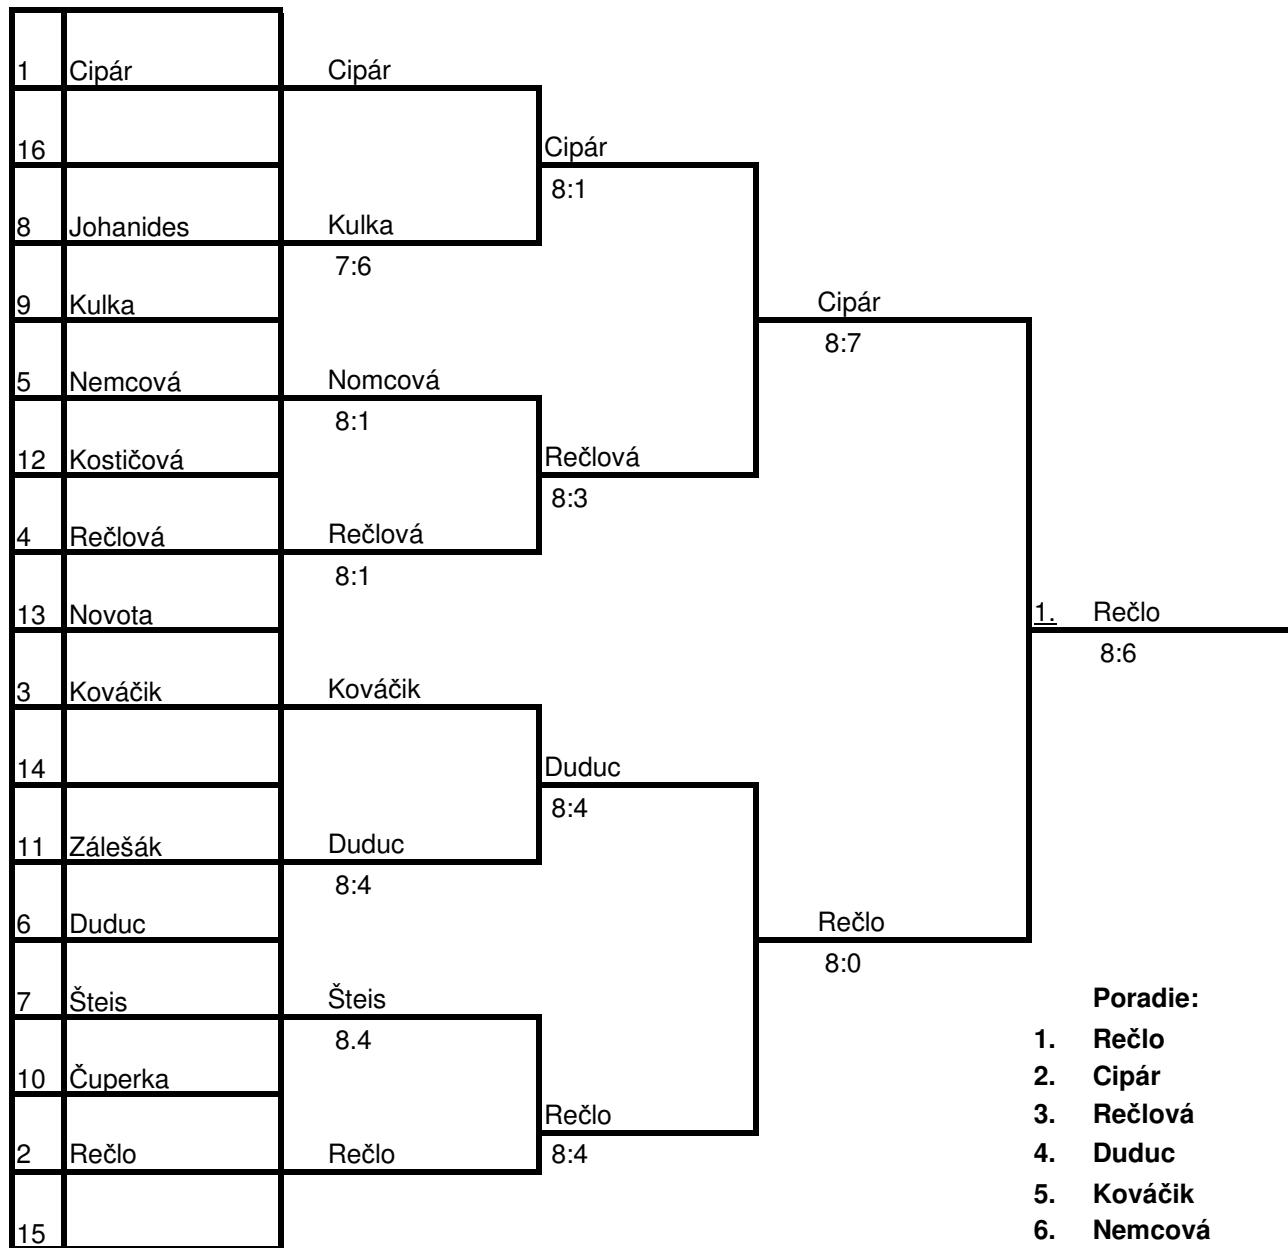 1 Cipár Cipár
16 Cipár
8:1
8 Johanides Kulka
7:6
9 Kulka Cipár
8:7
5 Nemcová Nomcová
8:1
12 Kostičová Rečlová
8:3
4 Rečlová Rečlová
8:1
13 Novota 1. Rečlo
8:6
3 Kováčik Kováčik
14 Duduc
8:4
11 Zálešák Duduc
8:4
6 Duduc Rečlo
8:0
7 Šteis Šteis Poradie:
8.4 1. Rečlo
10 Čuperka 2. Cipár
Rečlo 3. Rečlová
2 Rečlo Rečlo 8:4 4. Duduc
5. Kováčik
15 6. Nemcová